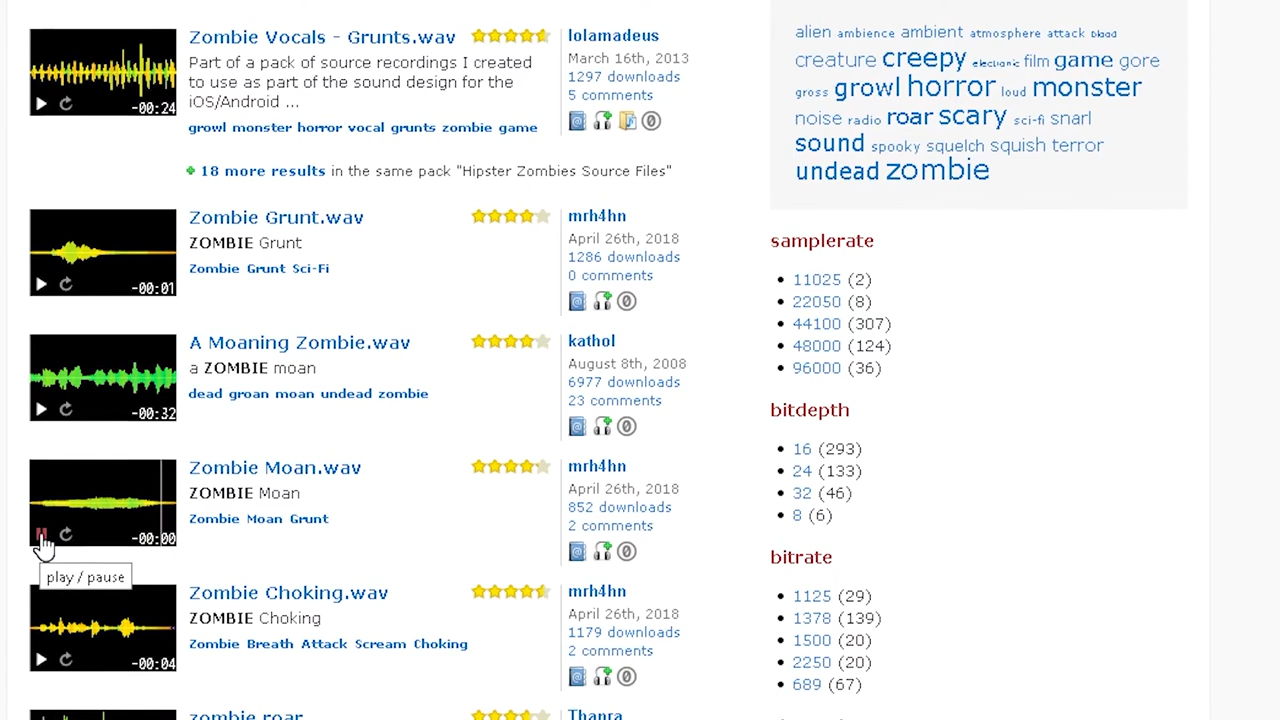 Zombie Vocals - Grunts.wav
Part of a pack of source recordings I created
to use as part of the sound design for the
iOS/Android ...
growl monster horror vocal grunts zombie game
-00:24
lolamadeus
March 16th, 2013
1297 downloads
5 comments
0
18 more results in the same pack "Hipster Zombies Source Files"
Zombie Grunt.wav
ZOMBIE Grunt
Zombie Grunt Sci-Fi
-00:01
mrh4hn
April 26th, 2018
1286 downloads
0 comments
0
A Moaning Zombie.wav
a ZOMBIE moan
dead groan moan undead zombie
-00:32
kathol
August 8th, 2008
6977 downloads
23 comments
0
Zombie Moan.wav
ZOMBIE Moan
Zombie Moan Grunt
-00:00
play / pause
mrh4hn
April 26th, 2018
852 downloads
2 comments
0
Zombie Choking.wav
ZOMBIE Choking
Zombie Breath Attack Scream Choking
-00:04
mrh4hn
April 26th, 2018
1179 downloads
2 comments
0
zombie roar
Thanra
alien ambience ambient atmosphere attack blood
creature creepy electronic film game gore
gross growl horror loud monster
noise radio roar scary sci-fi snarl
sound spooky squelch squish terror
undead zombie
samplerate
11025 (2)
22050 (8)
44100 (307)
48000 (124)
96000 (36)
bitdepth
16 (293)
24 (133)
32 (46)
8 (6)
bitrate
1125 (29)
1378 (139)
1500 (20)
2250 (20)
689 (67)